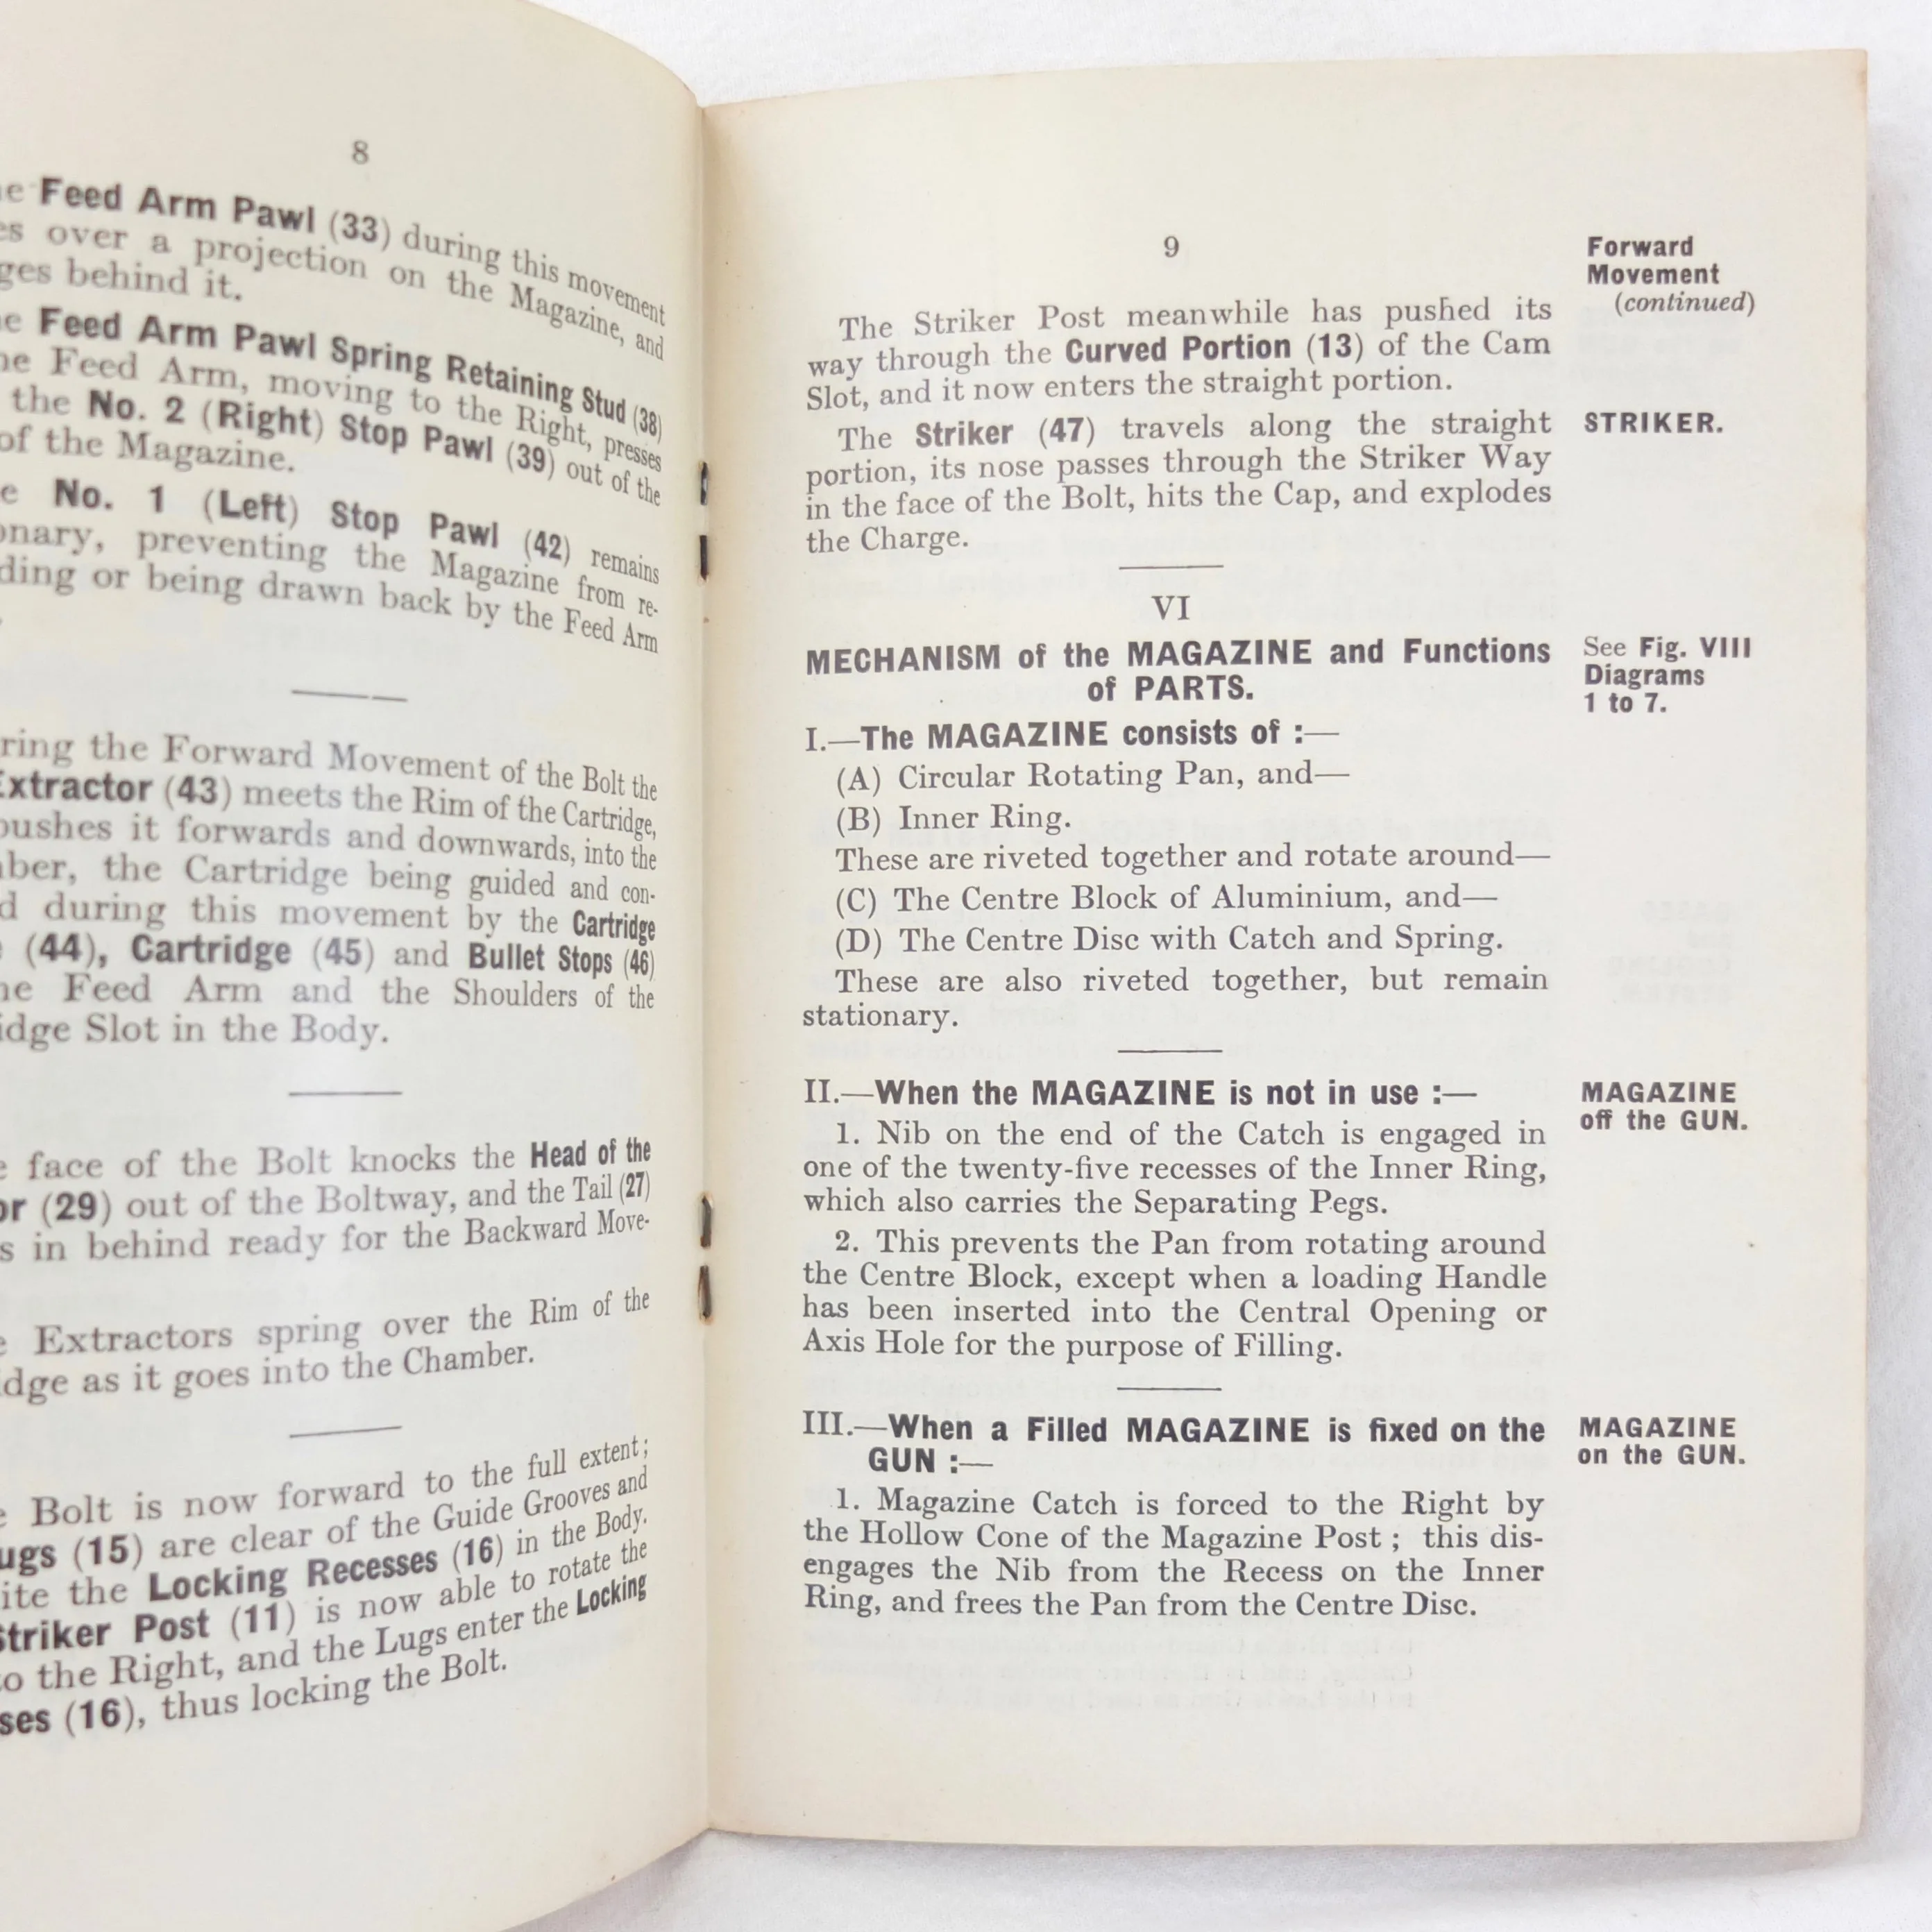 8
Feed Arm Pawl (33) during this movement
over a projection on the Magazine, and
behind it.
Feed Arm Pawl Spring Retaining Stud (38)
Feed Arm, moving to the Right, presses
the No. 2 (Right) Stop Pawl (39) out of the
of the Magazine.
No. 1 (Left) Stop Pawl (42) remains
preventing the Magazine from re-
ding or being drawn back by the Feed Arm
ring the Forward Movement of the Bolt the
Extractor (43) meets the Rim of the Cartridge,
pushes it forwards and downwards, into the
ber, the Cartridge being guided and con-
d during this movement by the Cartridge
(44), Cartridge (45) and Bullet Stops (46)
Feed Arm and the Shoulders of the
idge Slot in the Body.
face of the Bolt knocks the Head of the
or (29) out of the Boltway, and the Tail (27)
s in behind ready for the Backward Move-
Extractors spring over the Rim of the
idge as it goes into the Chamber.
Bolt is now forward to the full extent;
ugs (15) are clear of the Guide Grooves and
ite the Locking Recesses (16) in the Body.
Striker Post (11) is now able to rotate the
to the Right, and the Lugs enter the Locking
ses (16), thus locking the Bolt.
9
Forward
Movement
(continued)
The Striker Post meanwhile has pushed its
way through the Curved Portion (13) of the Cam
Slot, and it now enters the straight portion.
STRIKER.
The Striker (47) travels along the straight
portion, its nose passes through the Striker Way
in the face of the Bolt, hits the Cap, and explodes
the Charge.
VI
MECHANISM of the MAGAZINE and Functions
of PARTS.
See Fig. VIII
Diagrams
1 to 7.
I.—The MAGAZINE consists of :—
(A) Circular Rotating Pan, and—
(B) Inner Ring.
These are riveted together and rotate around—
(C) The Centre Block of Aluminium, and—
(D) The Centre Disc with Catch and Spring.
These are also riveted together, but remain
stationary.
II.—When the MAGAZINE is not in use :—
MAGAZINE
off the GUN.
1. Nib on the end of the Catch is engaged in
one of the twenty-five recesses of the Inner Ring,
which also carries the Separating Pegs.
2. This prevents the Pan from rotating around
the Centre Block, except when a loading Handle
has been inserted into the Central Opening or
Axis Hole for the purpose of Filling.
III.—When a Filled MAGAZINE is fixed on the
GUN :—
MAGAZINE
on the GUN.
1. Magazine Catch is forced to the Right by
the Hollow Cone of the Magazine Post ; this dis-
engages the Nib from the Recess on the Inner
Ring, and frees the Pan from the Centre Disc.